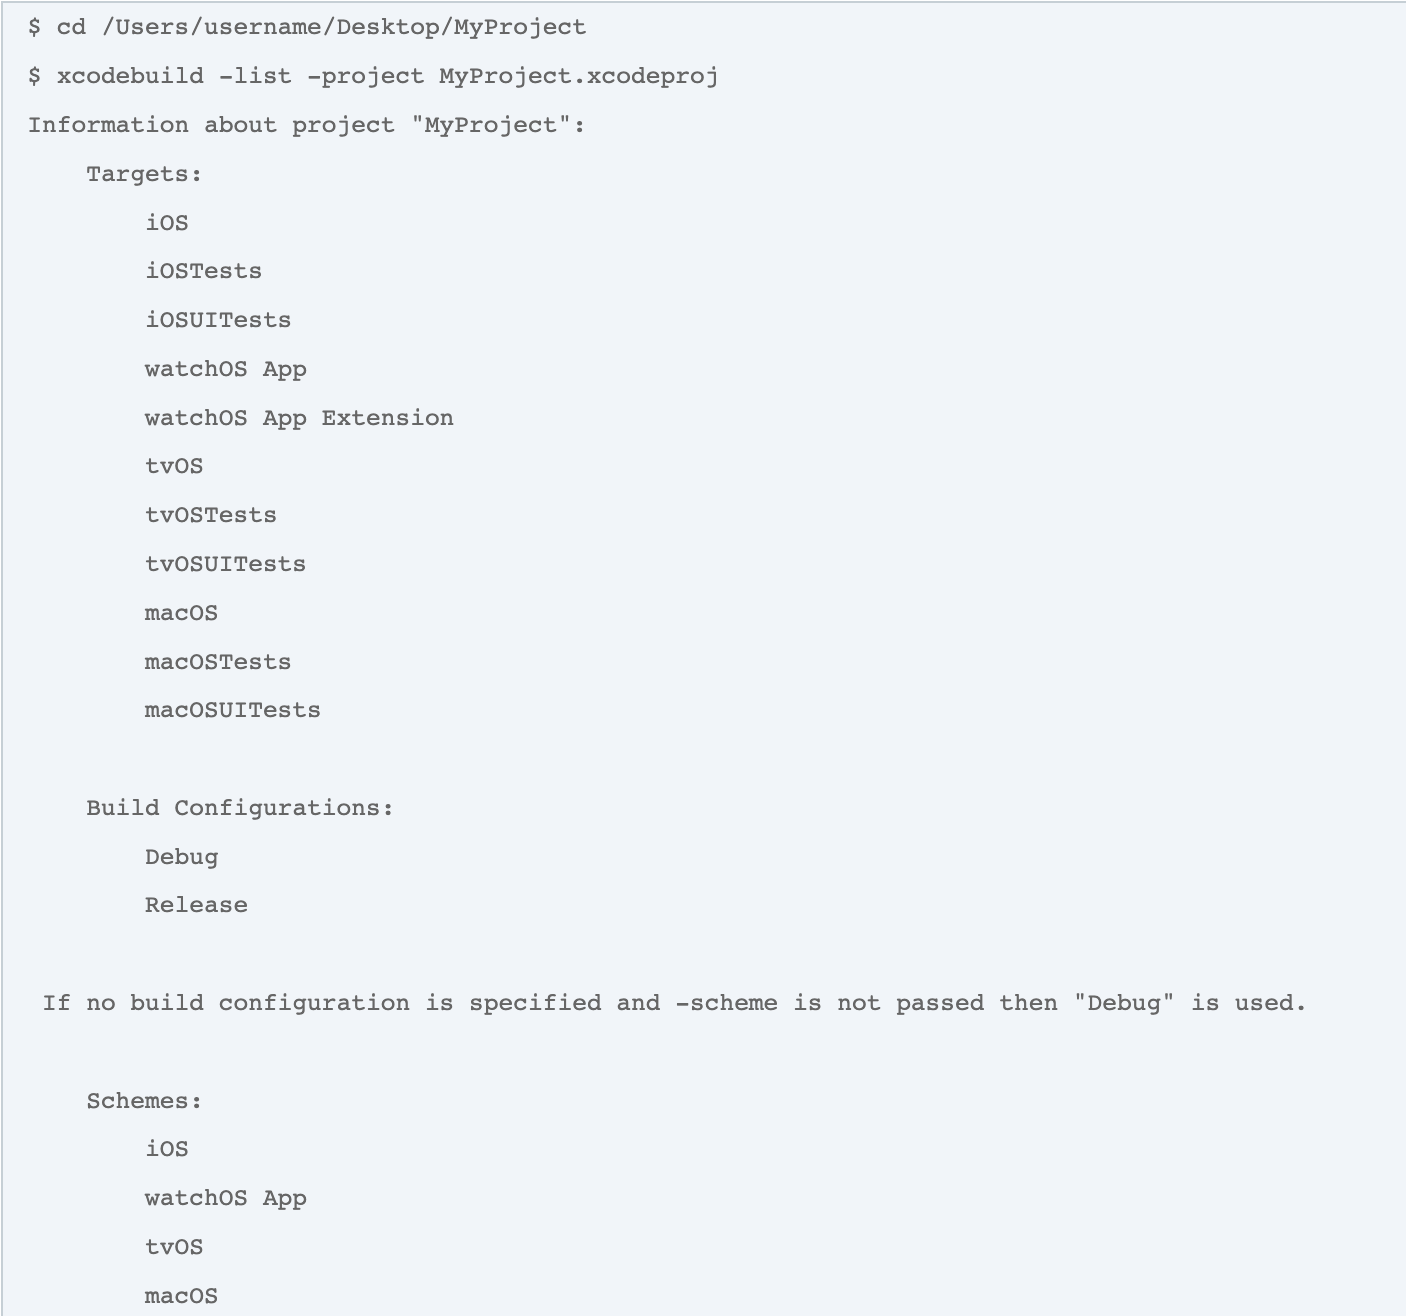 $ cd /Users/username/Desktop/MyProject
$ xcodebuild -list -project MyProject.xcodeproj
Information about project "MyProject":
    Targets:
        iOS
        iOSTests
        iOSUITests
        watchOS App
        watchOS App Extension
        tvOS
        tvOSTests
        tvOSUITests
        macOS
        macOSTests
        macOSUITests

    Build Configurations:
        Debug
        Release

 If no build configuration is specified and -scheme is not passed then "Debug" is used.

    Schemes:
        iOS
        watchOS App
        tvOS
        macOS